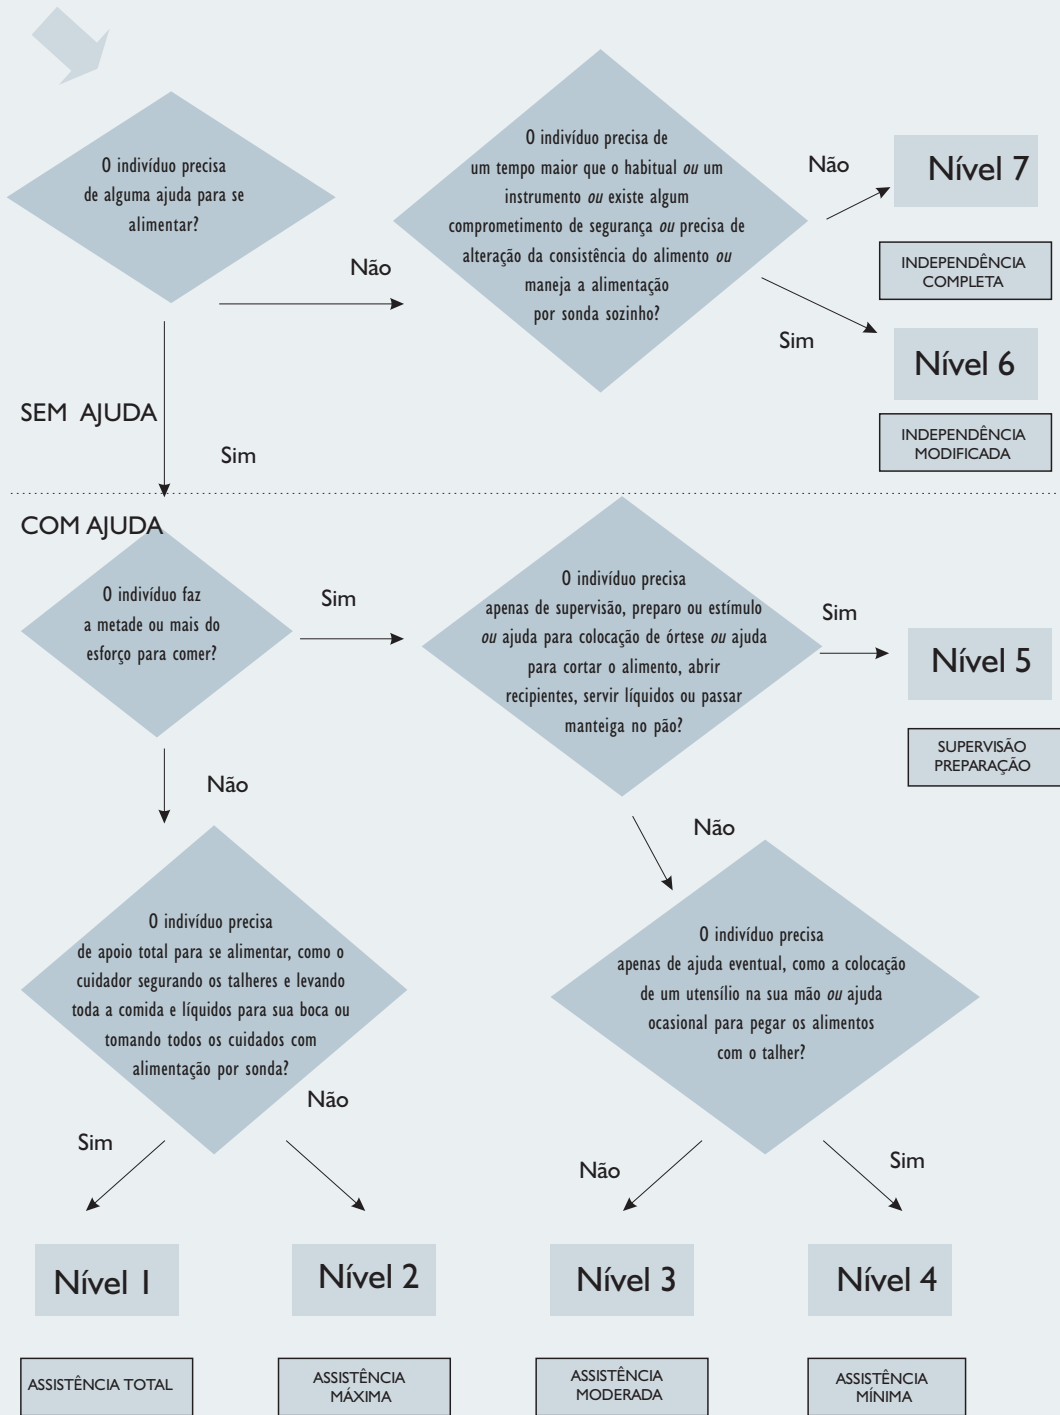 O indivíduo precisa
de alguma ajuda para se
alimentar?
Não
O indivíduo precisa de
um tempo maior que o habitual ou um
instrumento ou existe algum
comprometimento de segurança ou precisa de
alteração da consistência do alimento ou
maneja a alimentação
por sonda sozinho?
Não
Nível 7
INDEPENDÊNCIA
COMPLETA
Sim
Nível 6
INDEPENDÊNCIA
MODIFICADA
SEM AJUDA
Sim
COM AJUDA
O indivíduo faz
a metade ou mais do
esforço para comer?
Sim
O indivíduo precisa
apenas de supervisão, preparo ou estímulo
ou ajuda para colocação de órtese ou ajuda
para cortar o alimento, abrir
recipientes, servir líquidos ou passar
manteiga no pão?
Sim
Nível 5
SUPERVISÃO
PREPARAÇÃO
Não
Não
O indivíduo precisa
de apoio total para se alimentar, como o
cuidador segurando os talheres e levando
toda a comida e líquidos para sua boca ou
tomando todos os cuidados com
alimentação por sonda?
O indivíduo precisa
apenas de ajuda eventual, como a colocação
de um utensílio na sua mão ou ajuda
ocasional para pegar os alimentos
com o talher?
Sim
Não
Não
Sim
Nível 1
Nível 2
Nível 3
Nível 4
ASSISTÊNCIA TOTAL
ASSISTÊNCIA
MÁXIMA
ASSISTÊNCIA
MODERADA
ASSISTÊNCIA
MÍNIMA